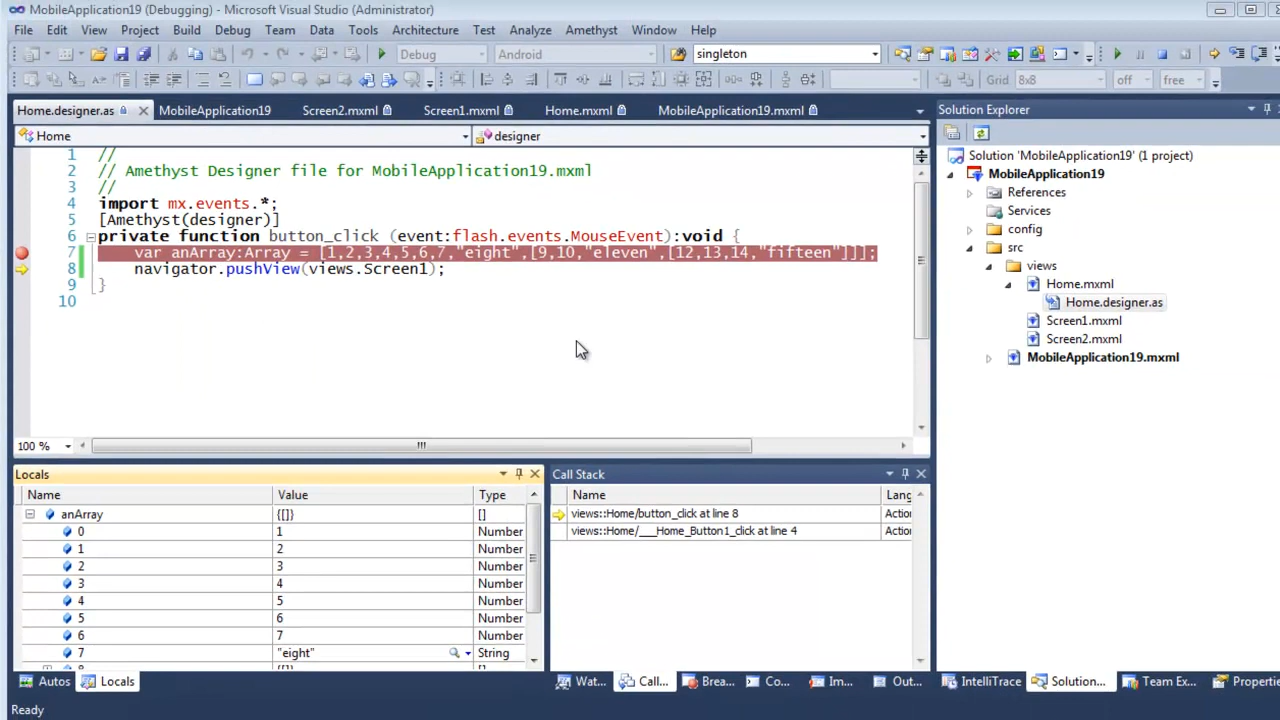 MobileApplication19 (Debugging) - Microsoft Visual Studio (Administrator)
File Edit View Project Build Debug Team Data Tools Architecture Test Analyze Amethyst Window Help
Debug Android singleton
Grid 8x8 off free
Home.designer.as MobileApplication19 Screen2.mxml Screen1.mxml Home.mxml MobileApplication19.mxml
Home designer
1 //
2 // Amethyst Designer file for MobileApplication19.mxml
3 //
4 import mx.events.*;
5 [Amethyst(designer)]
6 private function button_click (event:flash.events.MouseEvent):void {
7 var anArray:Array = [1,2,3,4,5,6,7,"eight",[9,10,"eleven",[12,13,14,"fifteen"]]];
8 navigator.pushView(views.Screen1);
9 }
10
100 %
Solution Explorer
Solution 'MobileApplication19' (1 project)
MobileApplication19
References
Services
config
src
views
Home.mxml
Home.designer.as
Screen1.mxml
Screen2.mxml
MobileApplication19.mxml
Locals
Name Value Type
anArray {[]} []
0 1 Number
1 2 Number
2 3 Number
3 4 Number
4 5 Number
5 6 Number
6 7 Number
7 "eight" String
Call Stack
Name Lang
views::Home/button_click at line 8 Action
views::Home/___Home_Button1_click at line 4 Action
Autos Locals
Wat... Call... Brea... Co... Im... Out...
IntelliTrace Solution... Team Ex... Properti
Ready